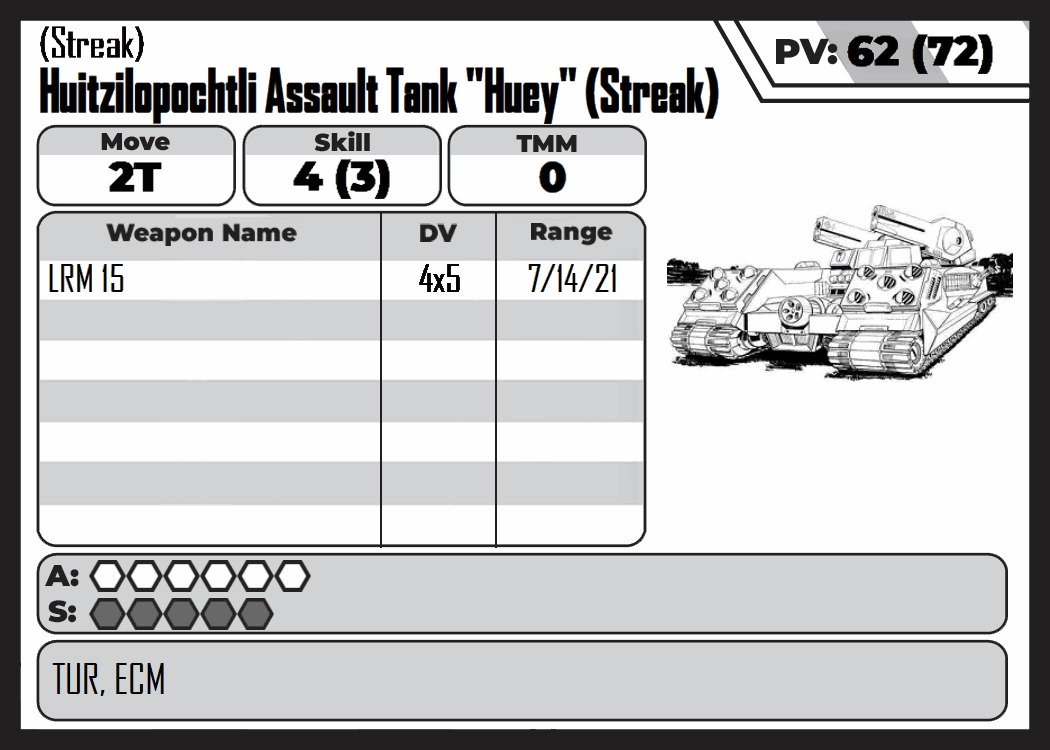 (Streak)
Huitzilopochtli Assault Tank "Huey" (Streak)
PV: 62 (72)
Move Skill TMM
2T 4 (3) 0
Weapon Name DV Range
LRM 15 4x5 7/14/21
A:
S:
TUR, ECM